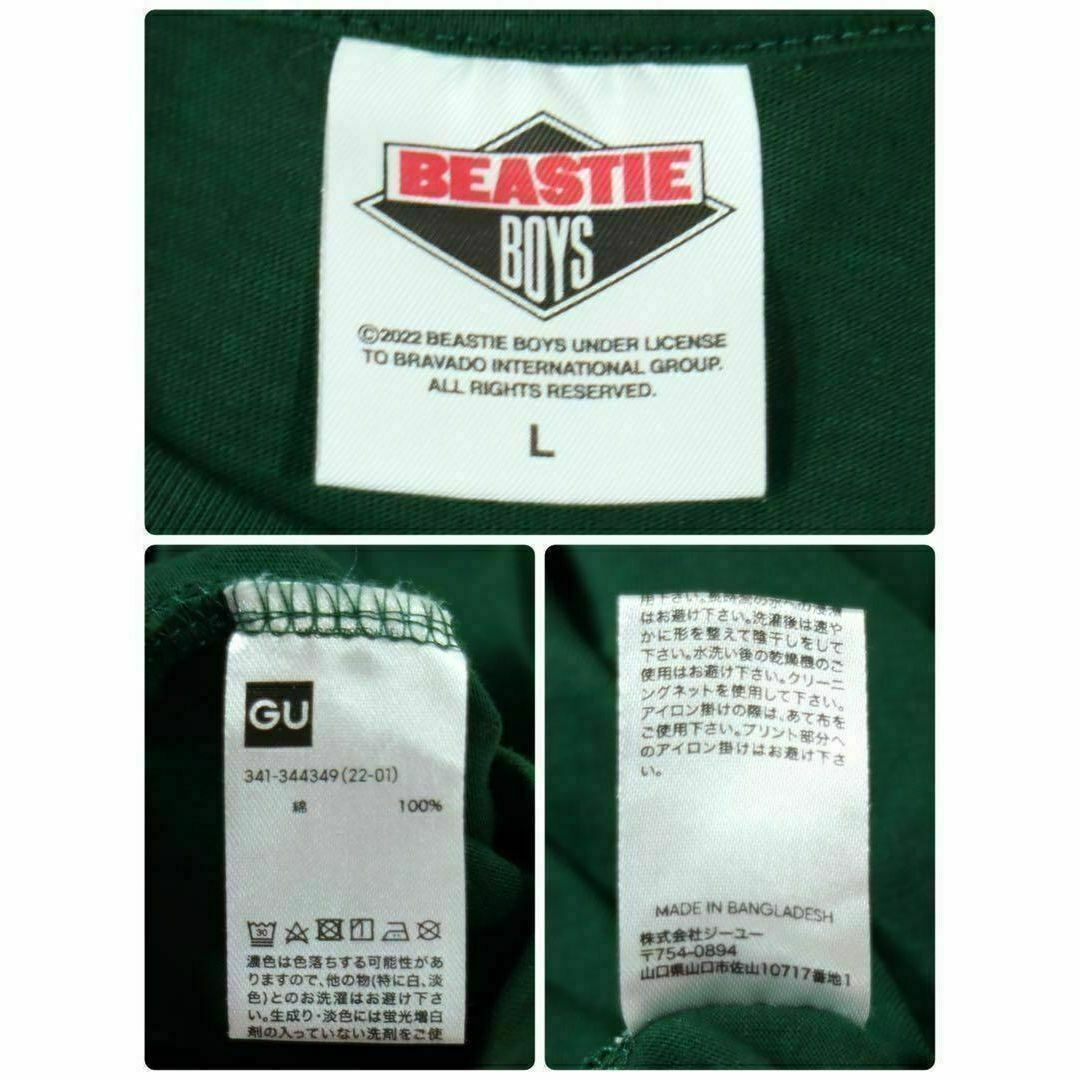 BEASTIE
BOYS
©2022 BEASTIE BOYS UNDER LICENSE
TO BRAVADO INTERNATIONAL GROUP.
ALL RIGHTS RESERVED.
L
GU
341-344349(22-01)
綿 100%
30
濃色は色落ちする可能性があ
りますので、他の物(特に白、淡
色)とのお洗濯はお避け下さ
い。生成り・淡色には蛍光増白
剤の入っていない洗剤をご使
はお避け下さい。洗濯後は速や
かに形を整えて陰干しをして
下さい。水洗い後の乾燥機のご
使用はお避け下さい。クリーニ
ングネットを使用して下さい。
アイロン掛けの際は、あて布を
ご使用下さい。プリント部分へ
のアイロン掛けはお避け下さ
い。
MADE IN BANGLADESH
株式会社ジーユー
〒754-0894
山口県山口市佐山10717番地1